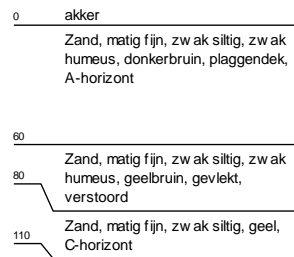 0 akker
Zand, matig fijn, zwak siltig, zwak
humeus, donkerbruin, plaggendek,
A-horizont
60
Zand, matig fijn, zwak siltig, zwak
80 humeus, geelbruin, gevlekt,
verstoord
Zand, matig fijn, zwak siltig, geel,
110 C-horizont